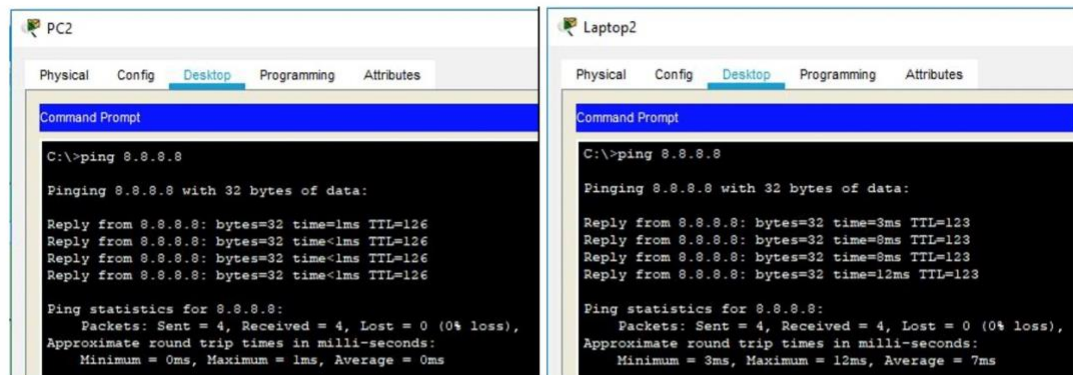 PC2
Physical Config Desktop Programming Attributes
Command Prompt
C:\>ping 8.8.8.8
Pinging 8.8.8.8 with 32 bytes of data:
Reply from 8.8.8.8: bytes=32 time=1ms TTL=126
Reply from 8.8.8.8: bytes=32 time<1ms TTL=126
Reply from 8.8.8.8: bytes=32 time<1ms TTL=126
Reply from 8.8.8.8: bytes=32 time<1ms TTL=126
Ping statistics for 8.8.8.8:
Packets: Sent = 4, Received = 4, Lost = 0 (0% loss),
Approximate round trip times in milli-seconds:
Minimum = 0ms, Maximum = 1ms, Average = 0ms
Laptop2
Physical Config Desktop Programming Attributes
Command Prompt
C:\>ping 8.8.8.8
Pinging 8.8.8.8 with 32 bytes of data:
Reply from 8.8.8.8: bytes=32 time=3ms TTL=123
Reply from 8.8.8.8: bytes=32 time=8ms TTL=123
Reply from 8.8.8.8: bytes=32 time=8ms TTL=123
Reply from 8.8.8.8: bytes=32 time=12ms TTL=123
Ping statistics for 8.8.8.8:
Packets: Sent = 4, Received = 4, Lost = 0 (0% loss),
Approximate round trip times in milli-seconds:
Minimum = 3ms, Maximum = 12ms, Average = 7ms